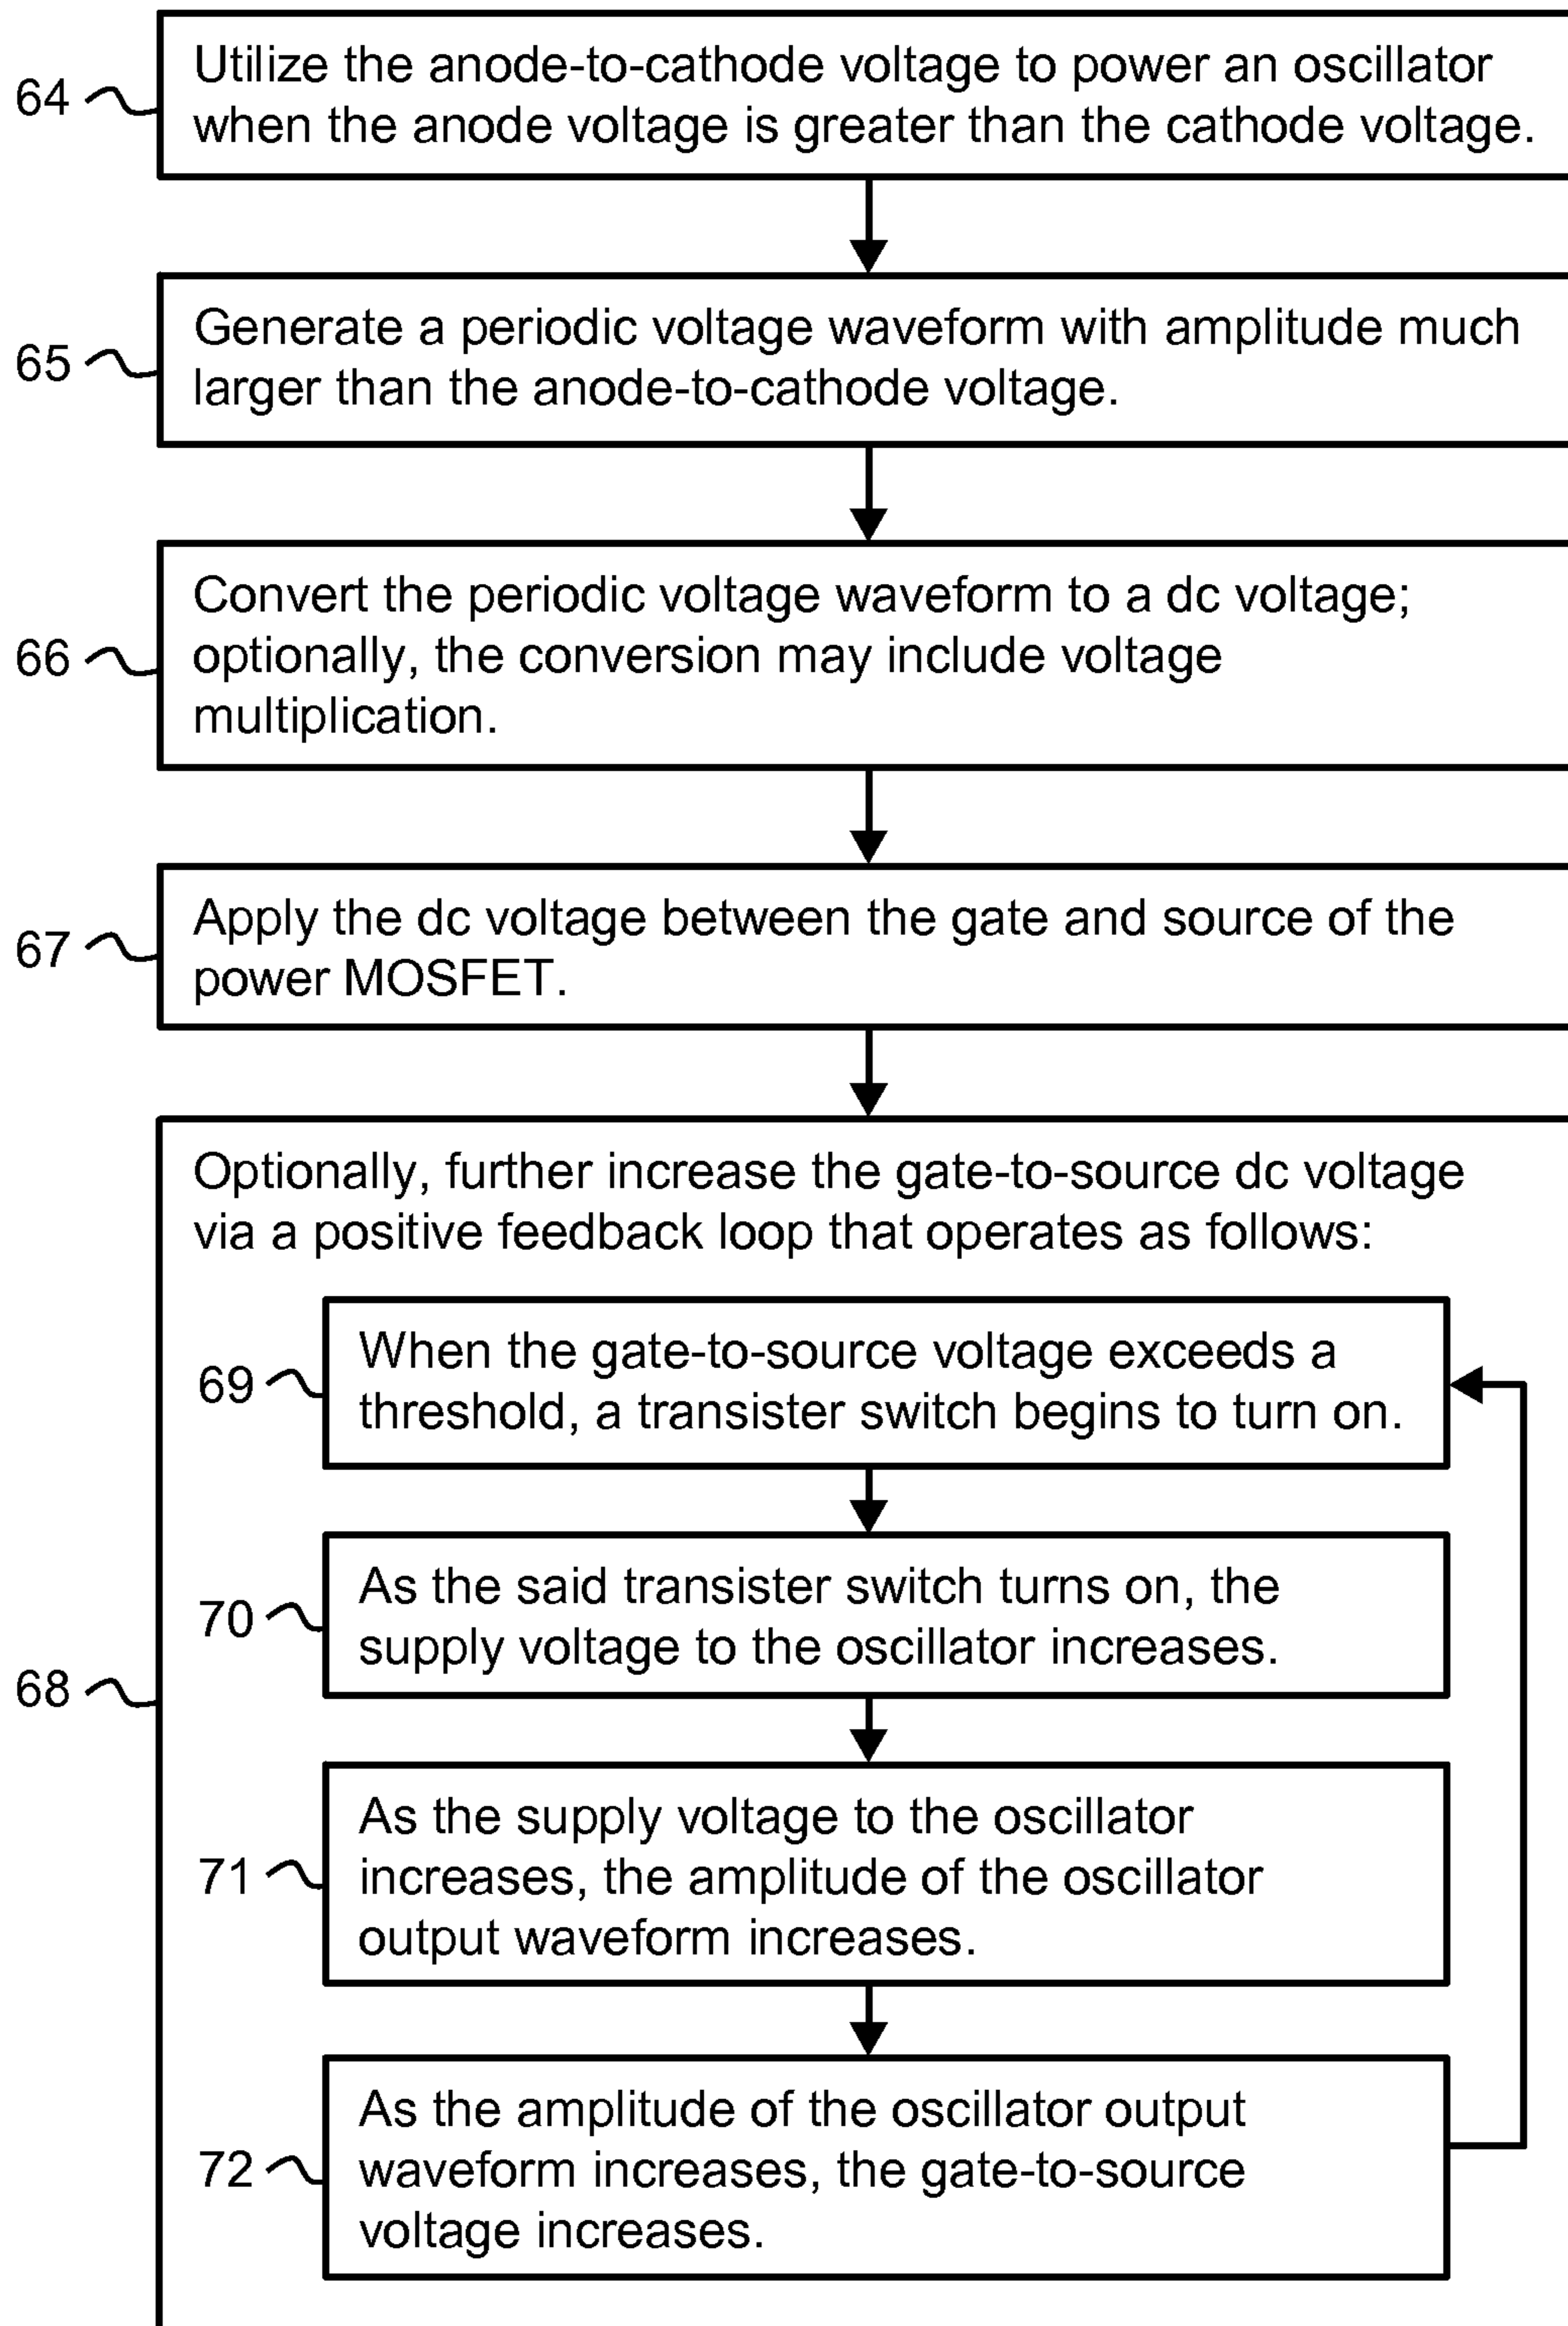 64
Utilize the anode-to-cathode voltage to power an oscillator
when the anode voltage is greater than the cathode voltage.
65
Generate a periodic voltage waveform with amplitude much
larger than the anode-to-cathode voltage.
66
Convert the periodic voltage waveform to a dc voltage;
optionally, the conversion may include voltage
multiplication.
67
Apply the dc voltage between the gate and source of the
power MOSFET.
68
Optionally, further increase the gate-to-source dc voltage
via a positive feedback loop that operates as follows:
69
When the gate-to-source voltage exceeds a
threshold, a transister switch begins to turn on.
70
As the said transister switch turns on, the
supply voltage to the oscillator increases.
71
As the supply voltage to the oscillator
increases, the amplitude of the oscillator
output waveform increases.
72
As the amplitude of the oscillator output
waveform increases, the gate-to-source
voltage increases.